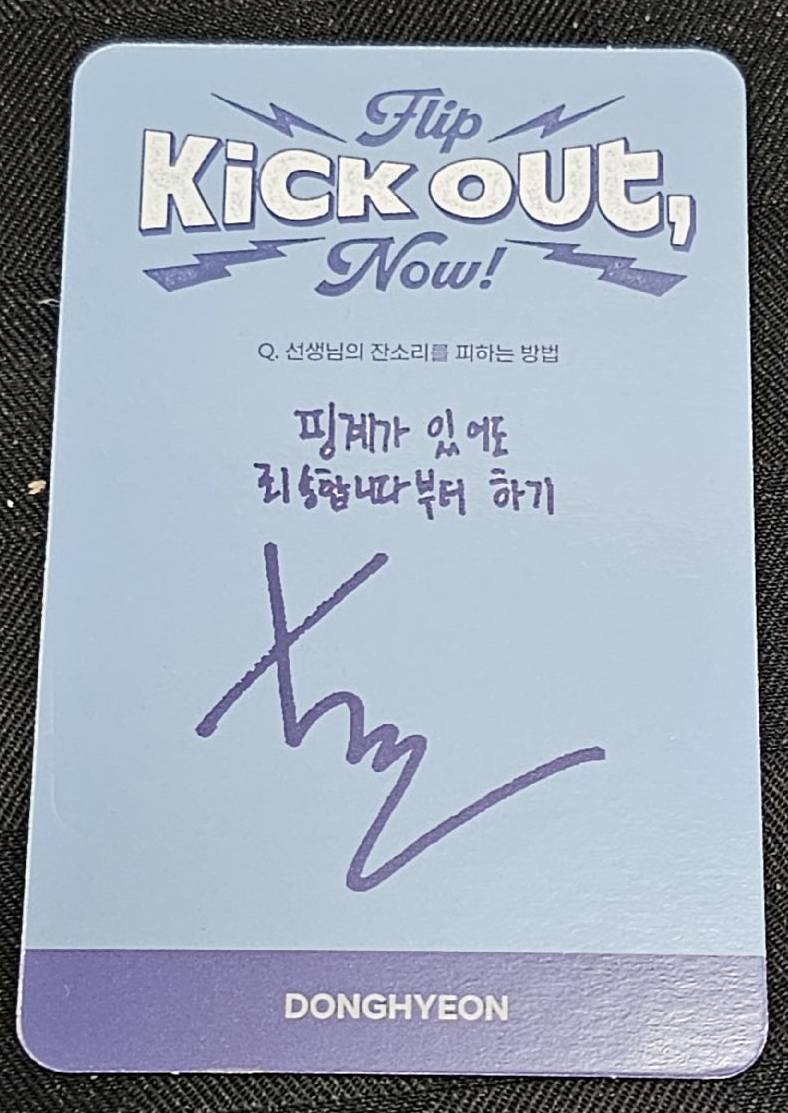 Flip
KiCK OUt,
Now!
Q. 선생님의 잔소리를 피하는 방법
핑계가 있어도
죄송합니다부터 하기
DONGHYEON